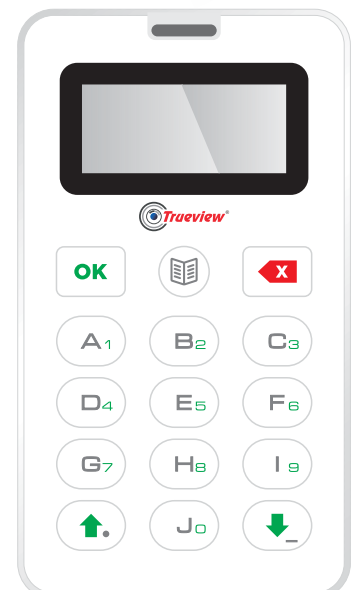 Trueview®
OK X
A1 B2 C3
D4 E5 F6
G7 H8 I9
. J0 _